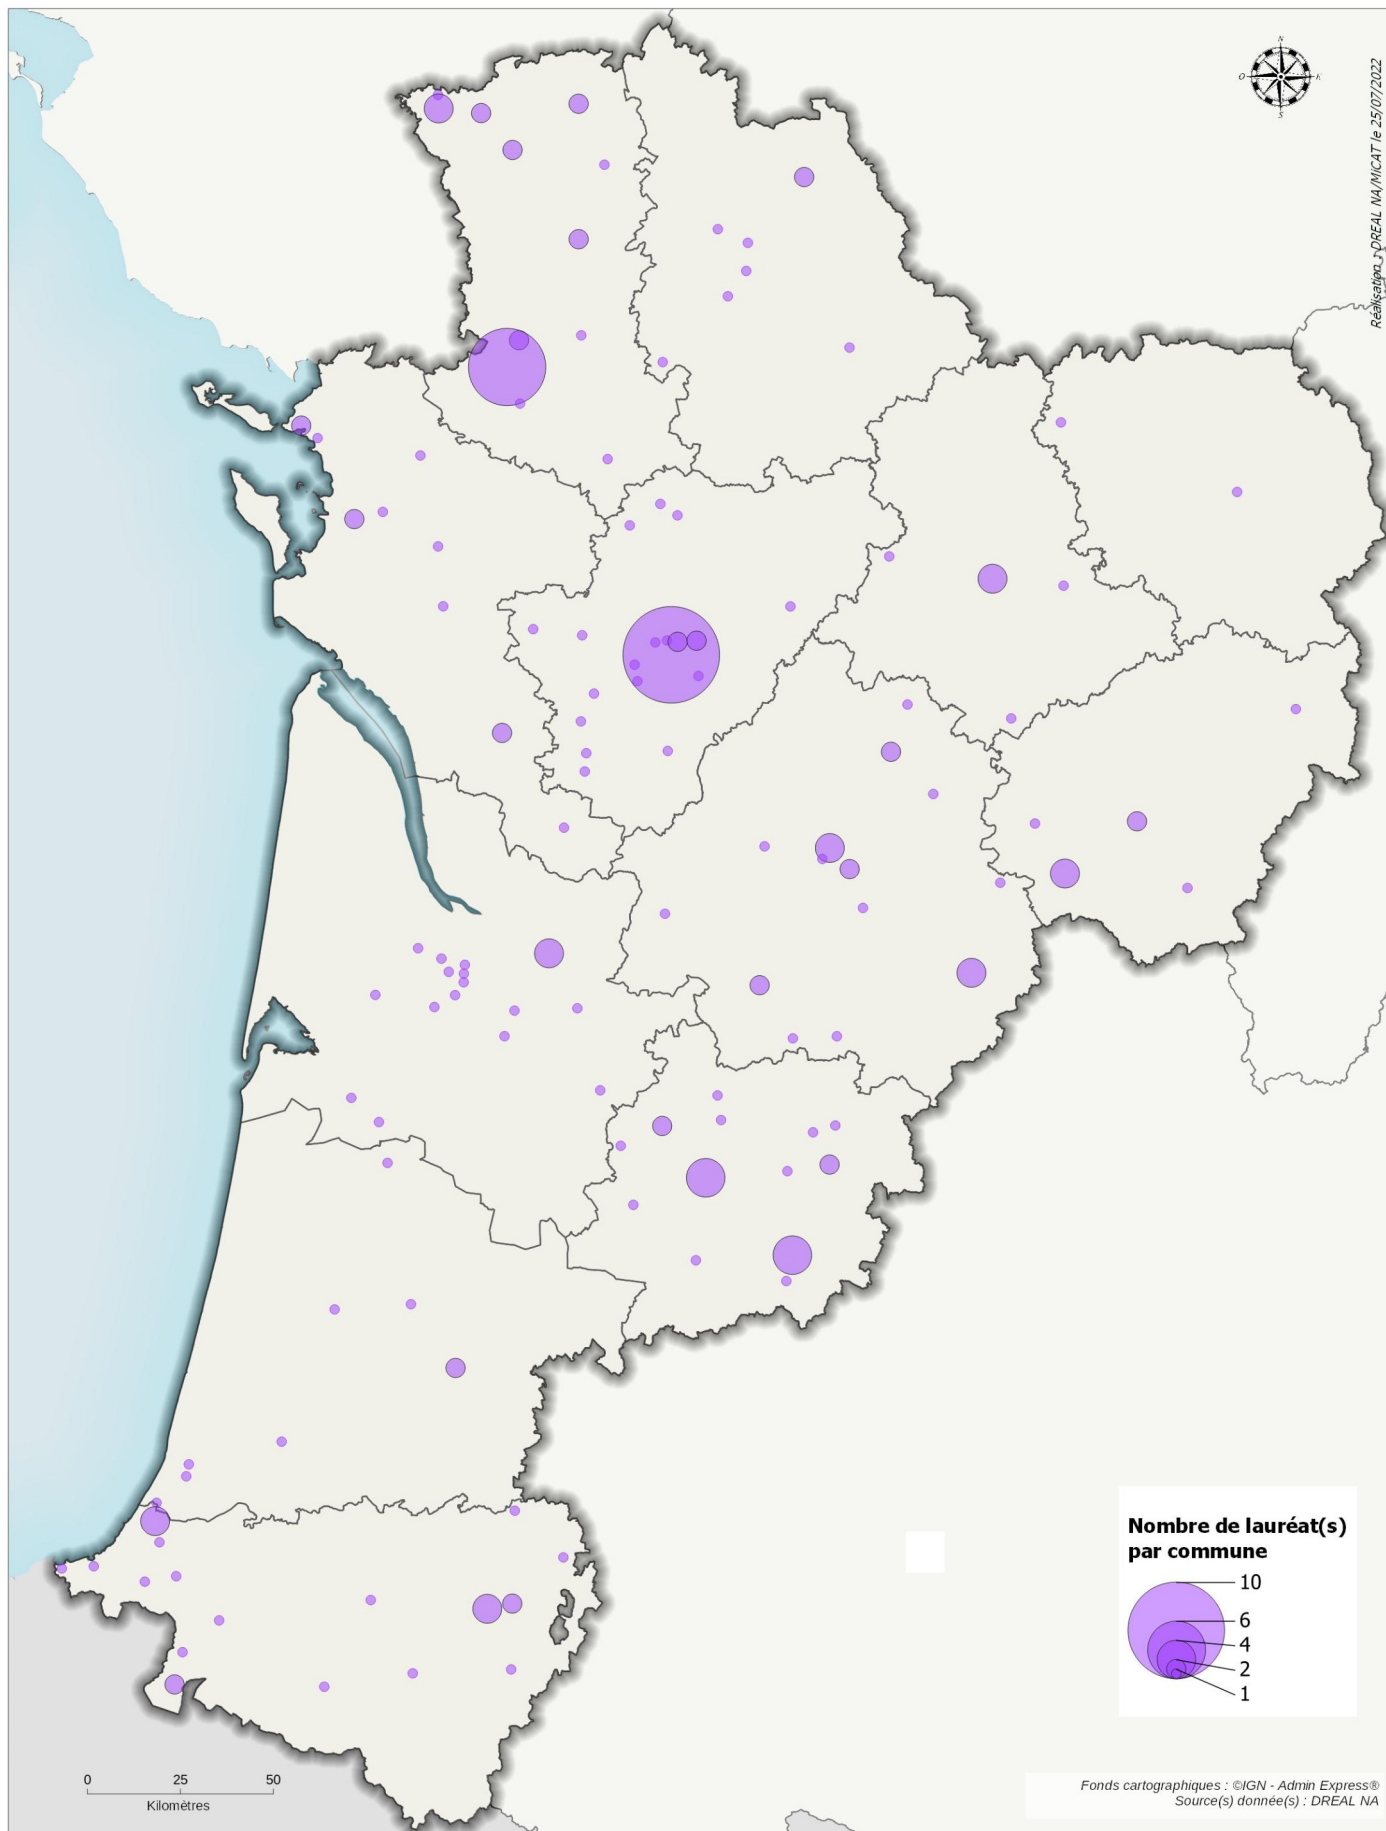 N
O
E
S
Réalisation : DREAL NA/MICAT le 25/07/2022
Nombre de lauréat(s)
par commune
10
6
4
2
1
0 25 50
Kilomètres
Fonds cartographiques : ©IGN - Admin Express®
Source(s) donnée(s) : DREAL NA